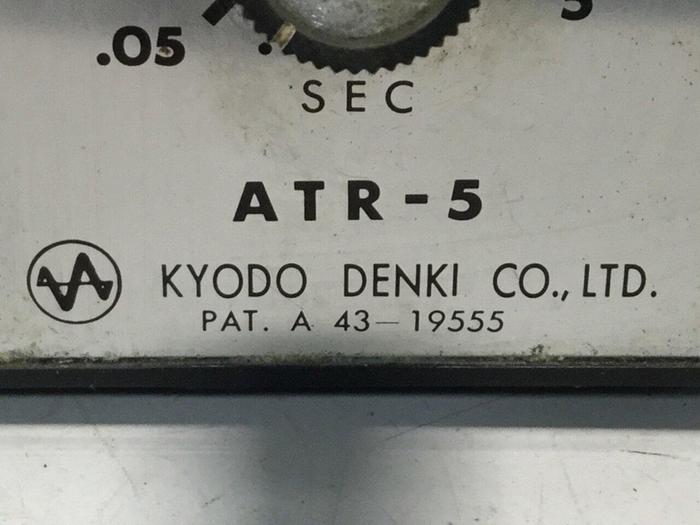 .05 5
SEC
ATR-5
KYODO DENKI CO., LTD.
PAT. A 43-19555